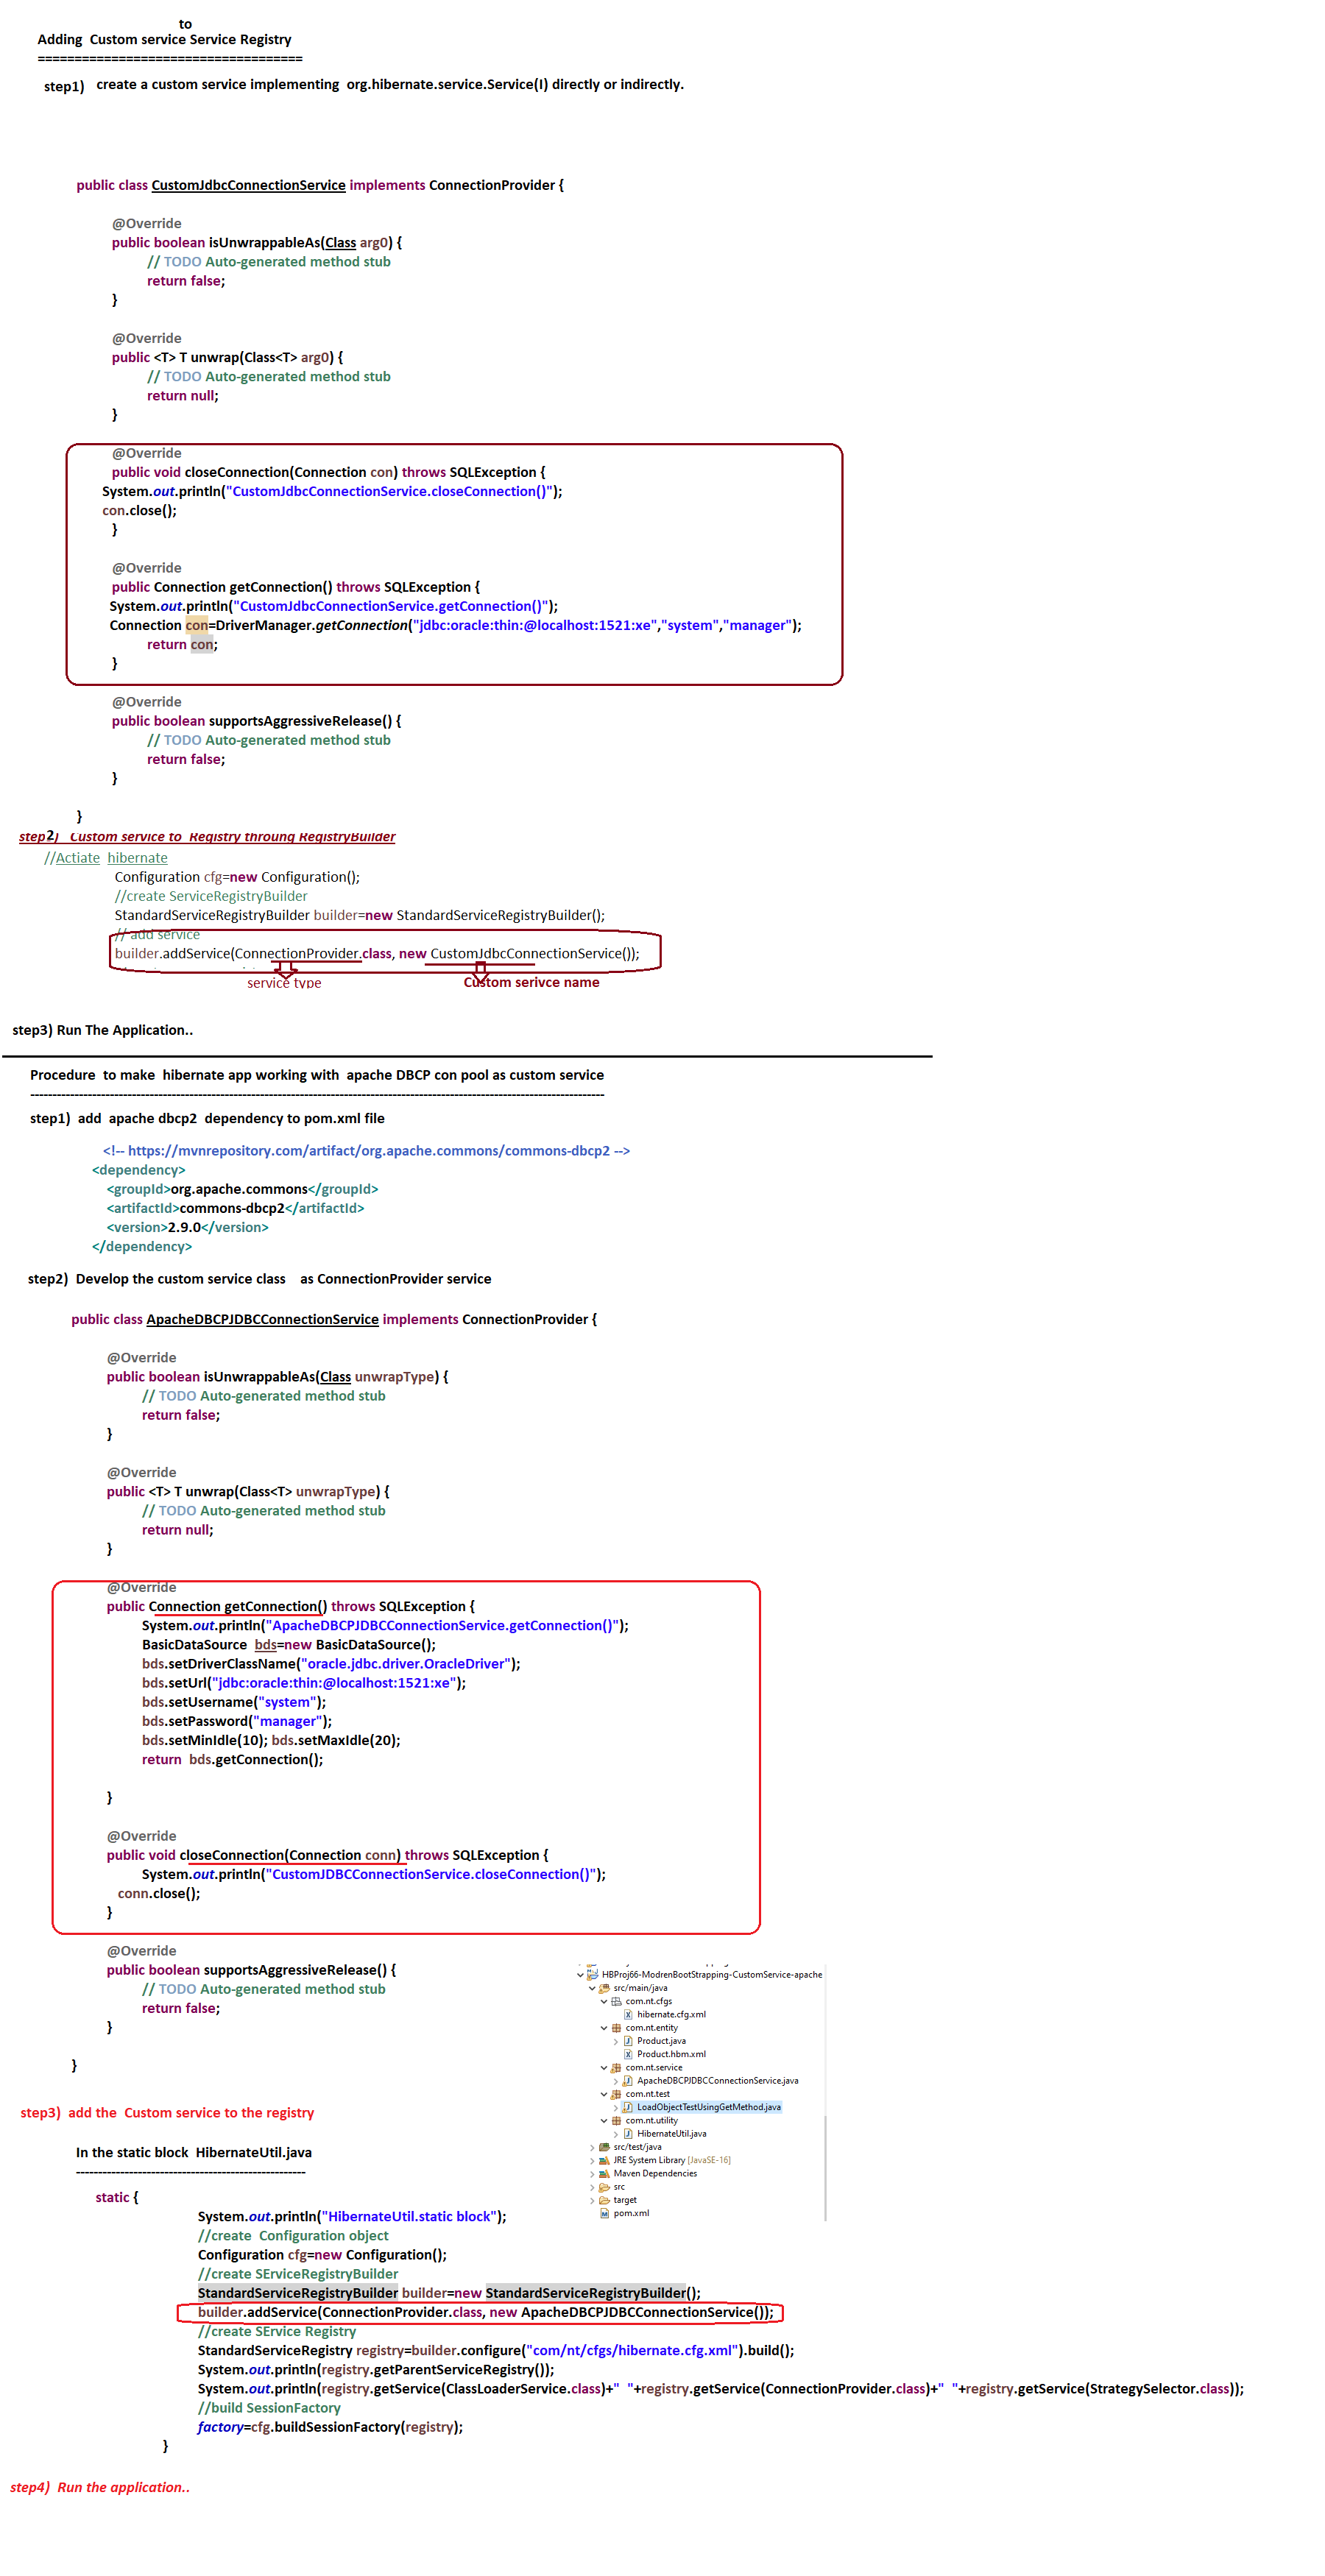 to
Adding Custom service Service Registry
====================================
step1) create a custom service implementing org.hibernate.service.Service(I) directly or indirectly.
public class CustomJdbcConnectionService implements ConnectionProvider {
@Override
public boolean isUnwrappableAs(Class arg0) {
// TODO Auto-generated method stub
return false;
}
@Override
public <T> T unwrap(Class<T> arg0) {
// TODO Auto-generated method stub
return null;
}
@Override
public void closeConnection(Connection con) throws SQLException {
System.out.println("CustomJdbcConnectionService.closeConnection()");
con.close();
}
@Override
public Connection getConnection() throws SQLException {
System.out.println("CustomJdbcConnectionService.getConnection()");
Connection con=DriverManager.getConnection("jdbc:oracle:thin:@localhost:1521:xe","system","manager");
return con;
}
@Override
public boolean supportsAggressiveRelease() {
// TODO Auto-generated method stub
return false;
}
}
step2) Custom service to Registry throung RegistryBuilder
//Actiate hibernate
Configuration cfg=new Configuration();
//create ServiceRegistryBuilder
StandardServiceRegistryBuilder builder=new StandardServiceRegistryBuilder();
// add service
builder.addService(ConnectionProvider.class, new CustomJdbcConnectionService());
service type Custom serivce name
step3) Run The Application..
Procedure to make hibernate app working with apache DBCP con pool as custom service
-----------------------------------------------------------------------------------------------------------------------------------
step1) add apache dbcp2 dependency to pom.xml file
<!-- https://mvnrepository.com/artifact/org.apache.commons/commons-dbcp2 -->
<dependency>
<groupId>org.apache.commons</groupId>
<artifactId>commons-dbcp2</artifactId>
<version>2.9.0</version>
</dependency>
step2) Develop the custom service class as ConnectionProvider service
public class ApacheDBCPJDBCConnectionService implements ConnectionProvider {
@Override
public boolean isUnwrappableAs(Class unwrapType) {
// TODO Auto-generated method stub
return false;
}
@Override
public <T> T unwrap(Class<T> unwrapType) {
// TODO Auto-generated method stub
return null;
}
@Override
public Connection getConnection() throws SQLException {
System.out.println("ApacheDBCPJDBCConnectionService.getConnection()");
BasicDataSource bds=new BasicDataSource();
bds.setDriverClassName("oracle.jdbc.driver.OracleDriver");
bds.setUrl("jdbc:oracle:thin:@localhost:1521:xe");
bds.setUsername("system");
bds.setPassword("manager");
bds.setMinIdle(10); bds.setMaxIdle(20);
return bds.getConnection();
}
@Override
public void closeConnection(Connection conn) throws SQLException {
System.out.println("CustomJDBCConnectionService.closeConnection()");
conn.close();
}
@Override
public boolean supportsAggressiveRelease() {
// TODO Auto-generated method stub
return false;
}
}
HBProj66-ModrenBootStrapping-CustomService-apache
src/main/java
com.nt.cfgs
hibernate.cfg.xml
com.nt.entity
Product.java
Product.hbm.xml
com.nt.service
ApacheDBCPJDBCConnectionService.java
com.nt.test
LoadObjectTestUsingGetMethod.java
com.nt.utility
HibernateUtil.java
src/test/java
JRE System Library [JavaSE-16]
Maven Dependencies
src
target
pom.xml
step3) add the Custom service to the registry
In the static block HibernateUtil.java
----------------------------------------------------
static {
System.out.println("HibernateUtil.static block");
//create Configuration object
Configuration cfg=new Configuration();
//create SErviceRegistryBuilder
StandardServiceRegistryBuilder builder=new StandardServiceRegistryBuilder();
builder.addService(ConnectionProvider.class, new ApacheDBCPJDBCConnectionService());
//create SErvice Registry
StandardServiceRegistry registry=builder.configure("com/nt/cfgs/hibernate.cfg.xml").build();
System.out.println(registry.getParentServiceRegistry());
System.out.println(registry.getService(ClassLoaderService.class)+" "+registry.getService(ConnectionProvider.class)+" "+registry.getService(StrategySelector.class));
//build SessionFactory
factory=cfg.buildSessionFactory(registry);
}
step4) Run the application..